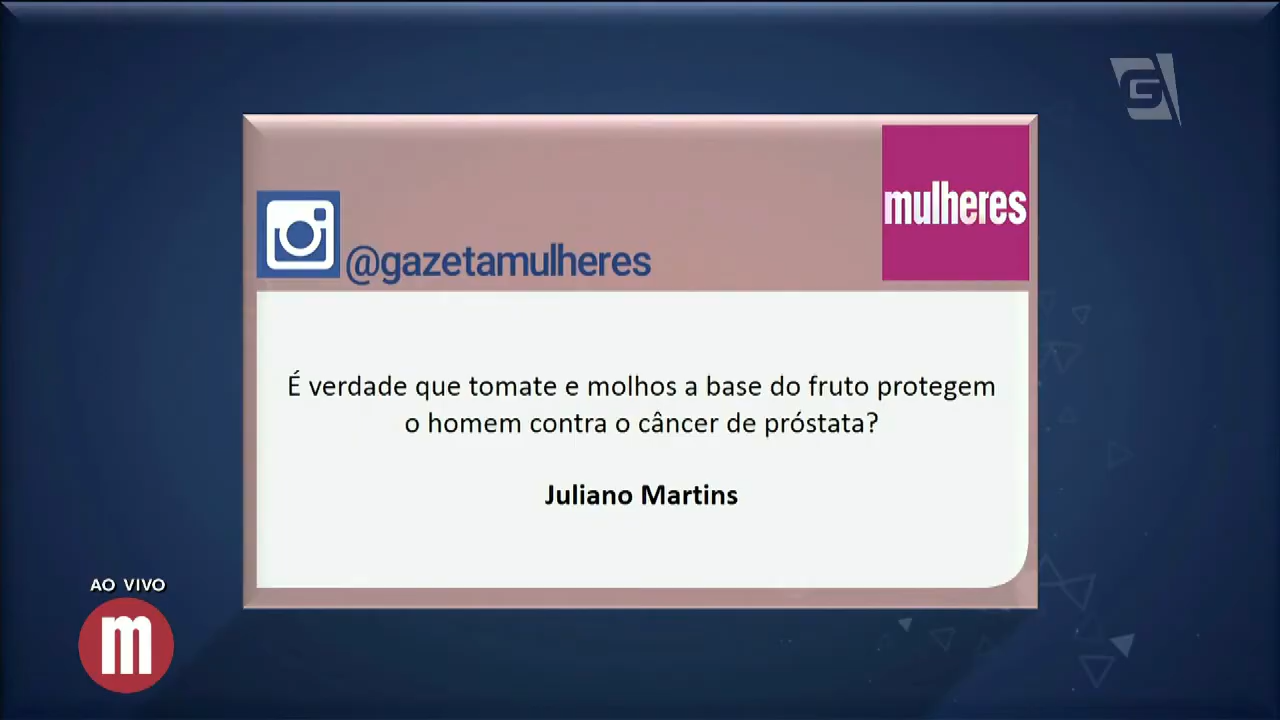 mulheres
@gazetamulheres
É verdade que tomate e molhos a base do fruto protegem
o homem contra o câncer de próstata?
Juliano Martins
AO VIVO
m